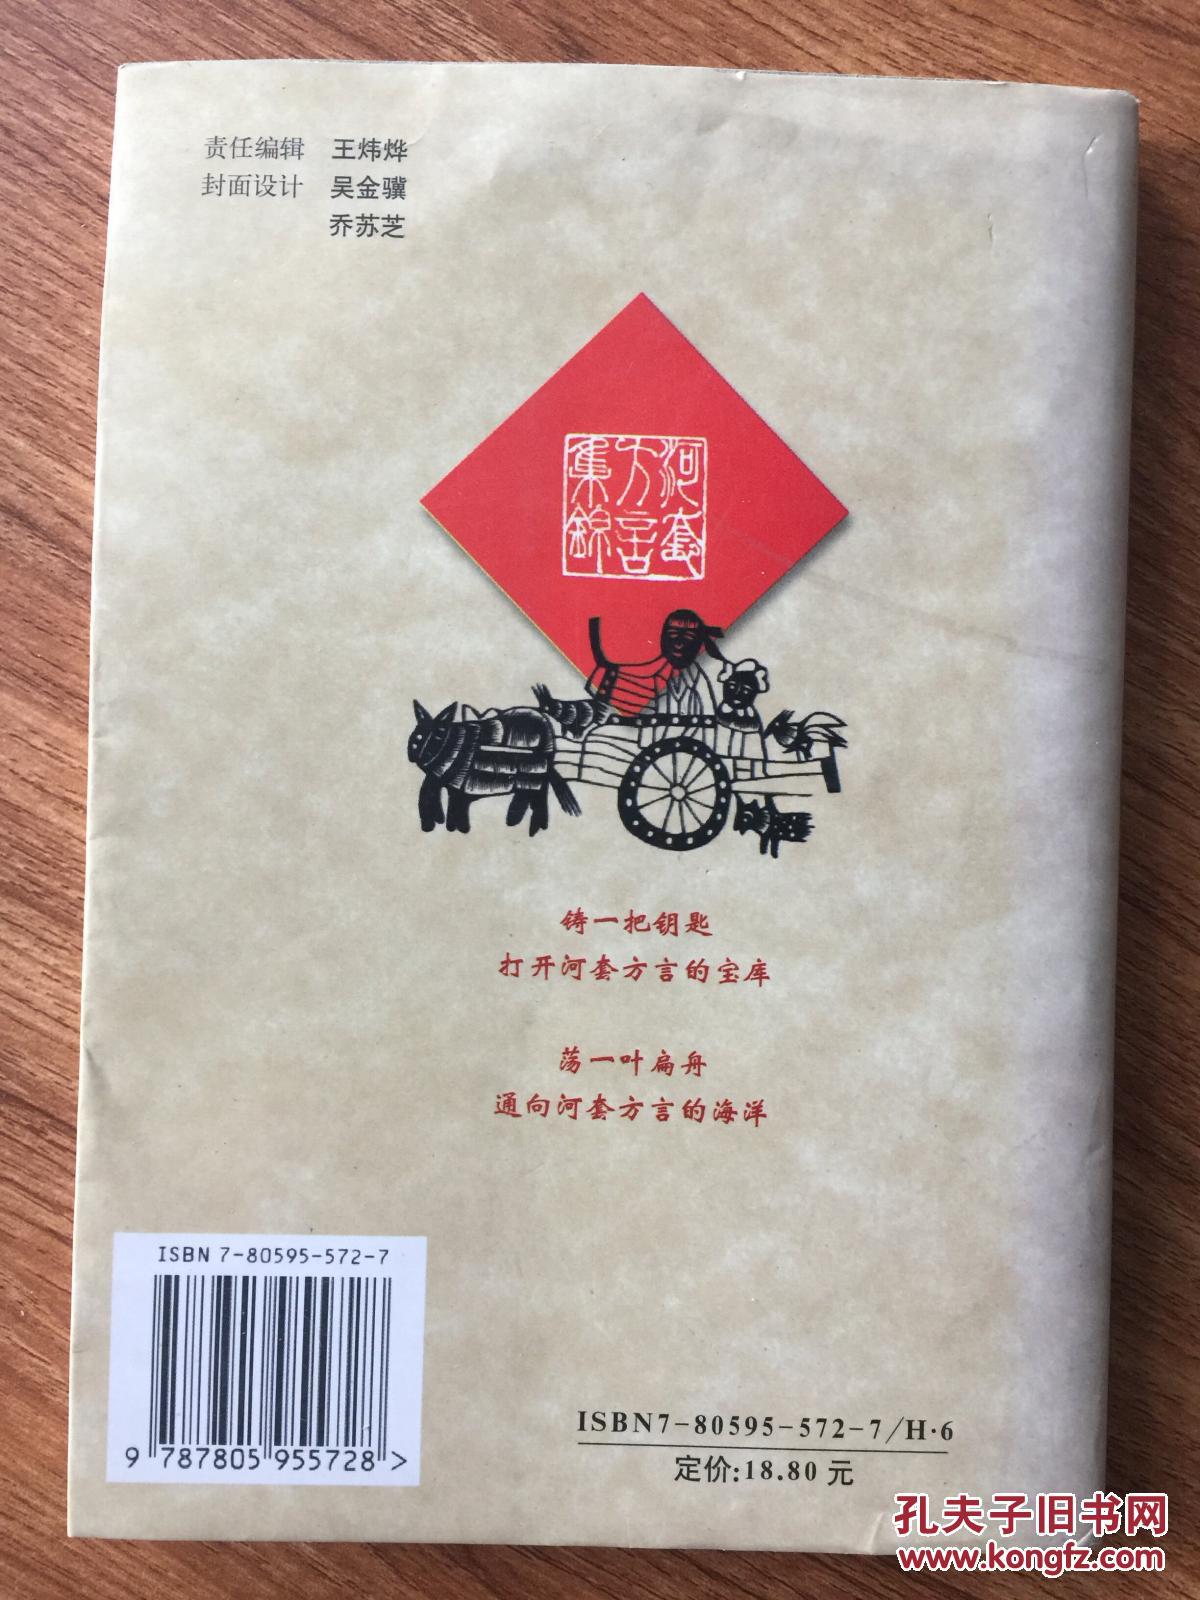 责任编辑 王炜烨
封面设计 吴金骥
乔苏芝
河套
方言
集錦
铸一把钥匙
打开河套方言的宝库
荡一叶扁舟
通向河套方言的海洋
ISBN 7-80595-572-7
9 787805 955728 >
ISBN7-80595-572-7/H·6
定价:18.80元
孔夫子旧书网
www.kongfz.com